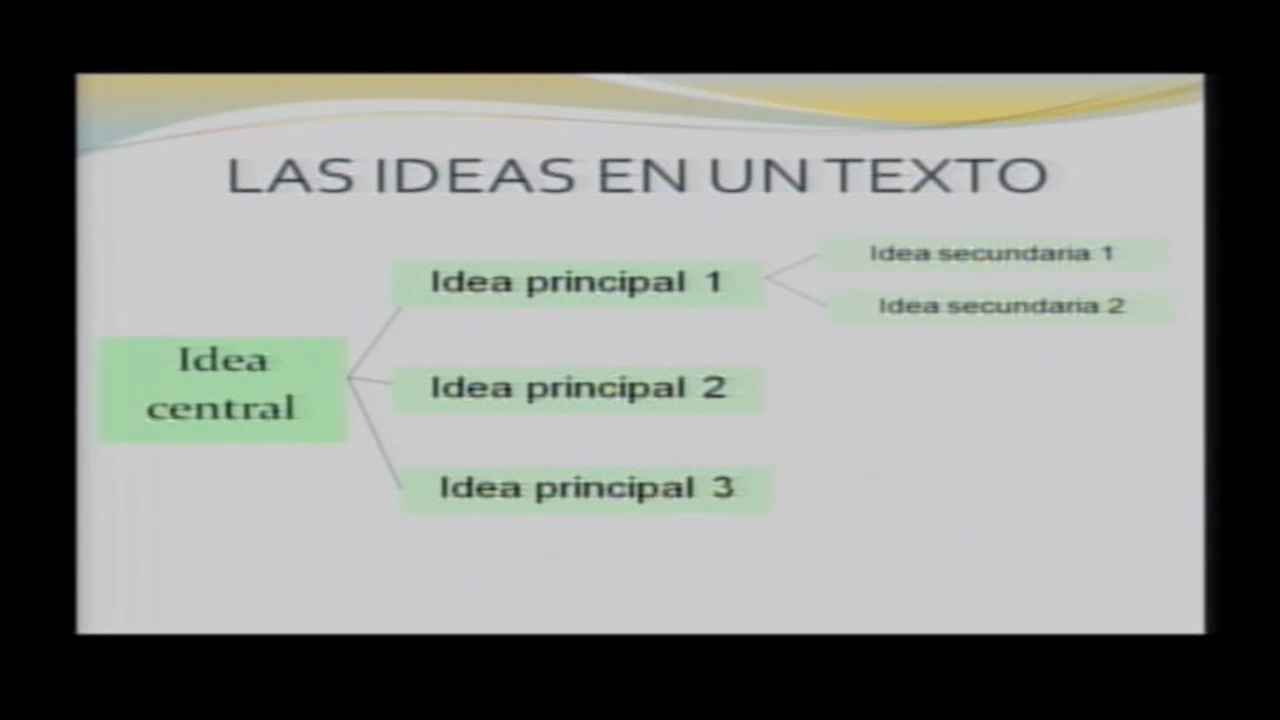 LAS IDEAS EN UN TEXTO
Idea secundaria 1
Idea principal 1
Idea secundaria 2
Idea
central
Idea principal 2
Idea principal 3